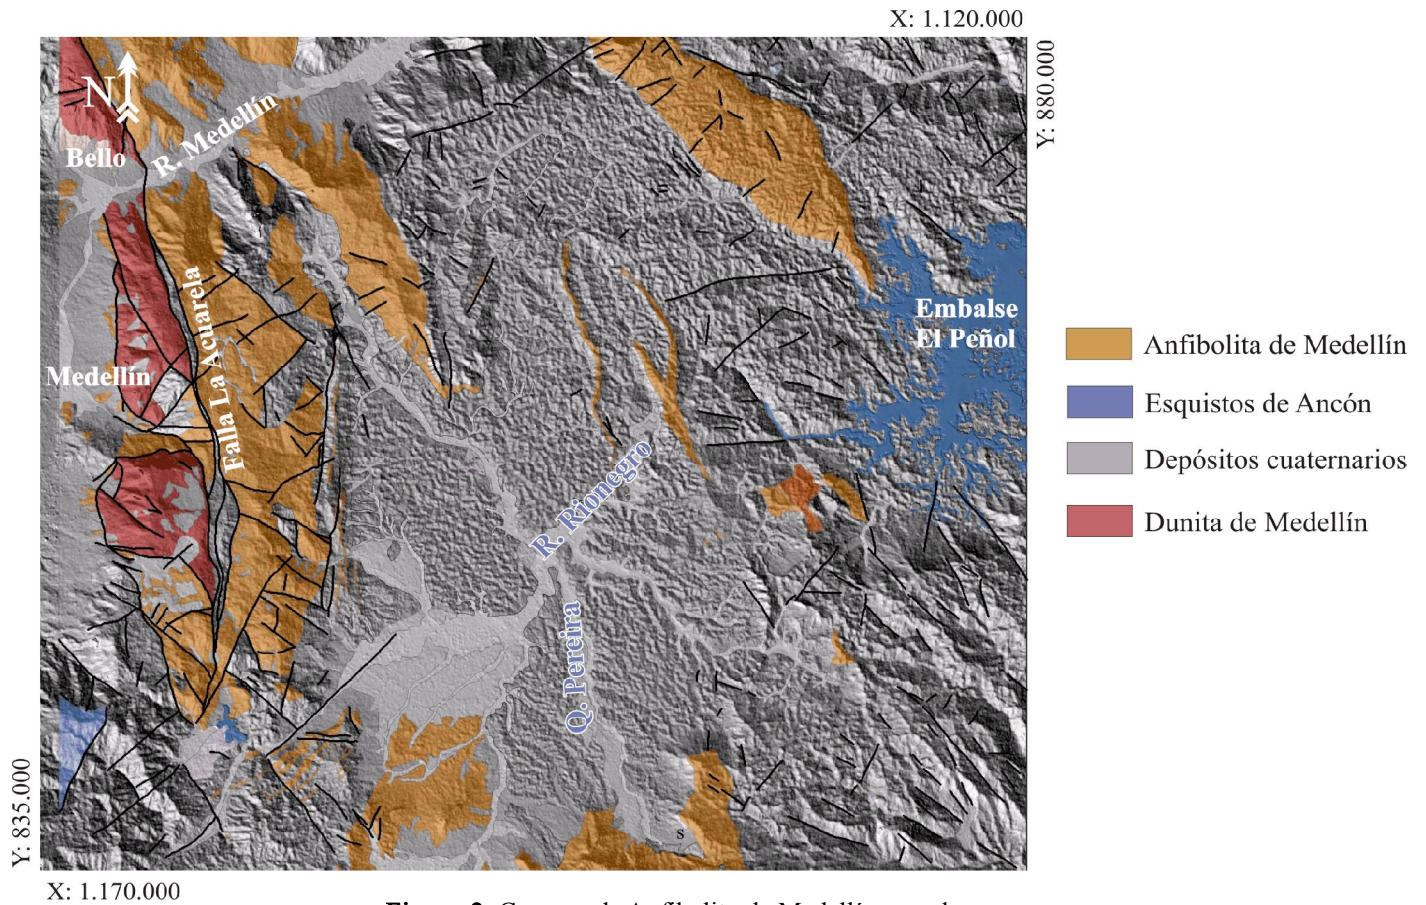 X: 1.120.000
Y: 880.000
N
R. Medellín
Bello
Falla La Acuarela
Medellín
Embalse
El Peñol
R. Rionegro
Q. Pereira
s
Anfibolita de Medellín
Esquistos de Ancón
Depósitos cuaternarios
Dunita de Medellín
Y: 835.000
X: 1.170.000